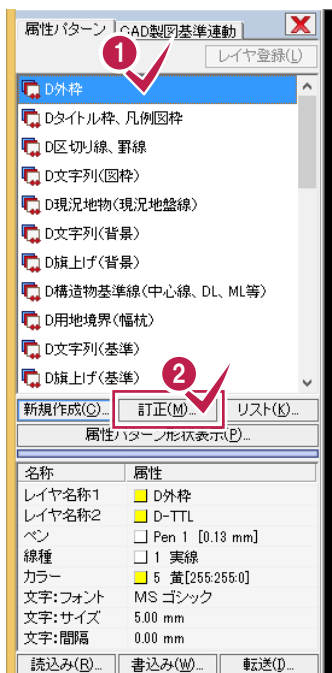 属性パターン CAD製図基準連動
1
レイヤ登録(L)
D外枠
Dタイトル枠、凡例図枠
D区切り線、罫線
D文字列(図枠)
D現況地物(現況地盤線)
D文字列(背景)
D旗上げ(背景)
D構造物基準線(中心線、DL、ML等)
D用地境界(幅杭)
D文字列(基準)
D旗上げ(基準)
2
新規作成(C)... 訂正(M)... リスト(K)...
属性パターン形状表示(P)...
名称 属性
レイヤ名称1 D外枠
レイヤ名称2 D-TTL
ペン Pen 1 [0.13 mm]
線種 1 実線
カラー 5 黄[255:255:0]
文字:フォント MS ゴシック
文字:サイズ 5.00 mm
文字:間隔 0.00 mm
読込み(R)... 書込み(W)... 転送(I)...